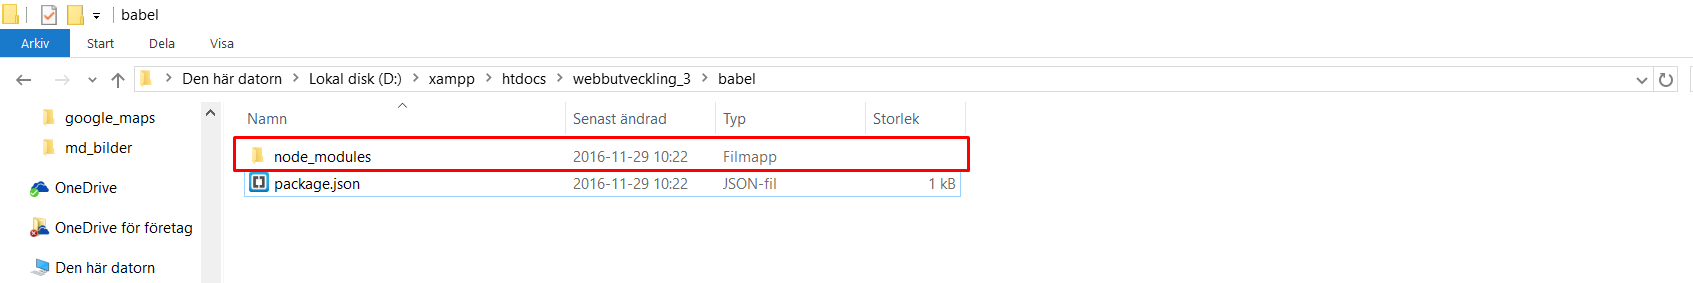 babel
Arkiv Start Dela Visa
Den här datorn Lokal disk (D:) xampp htdocs webbutveckling_3 babel
google_maps
md_bilder
OneDrive
OneDrive för företag
Den här datorn
Namn Senast ändrad Typ Storlek
node_modules 2016-11-29 10:22 Filmapp
package.json 2016-11-29 10:22 JSON-fil 1 kB